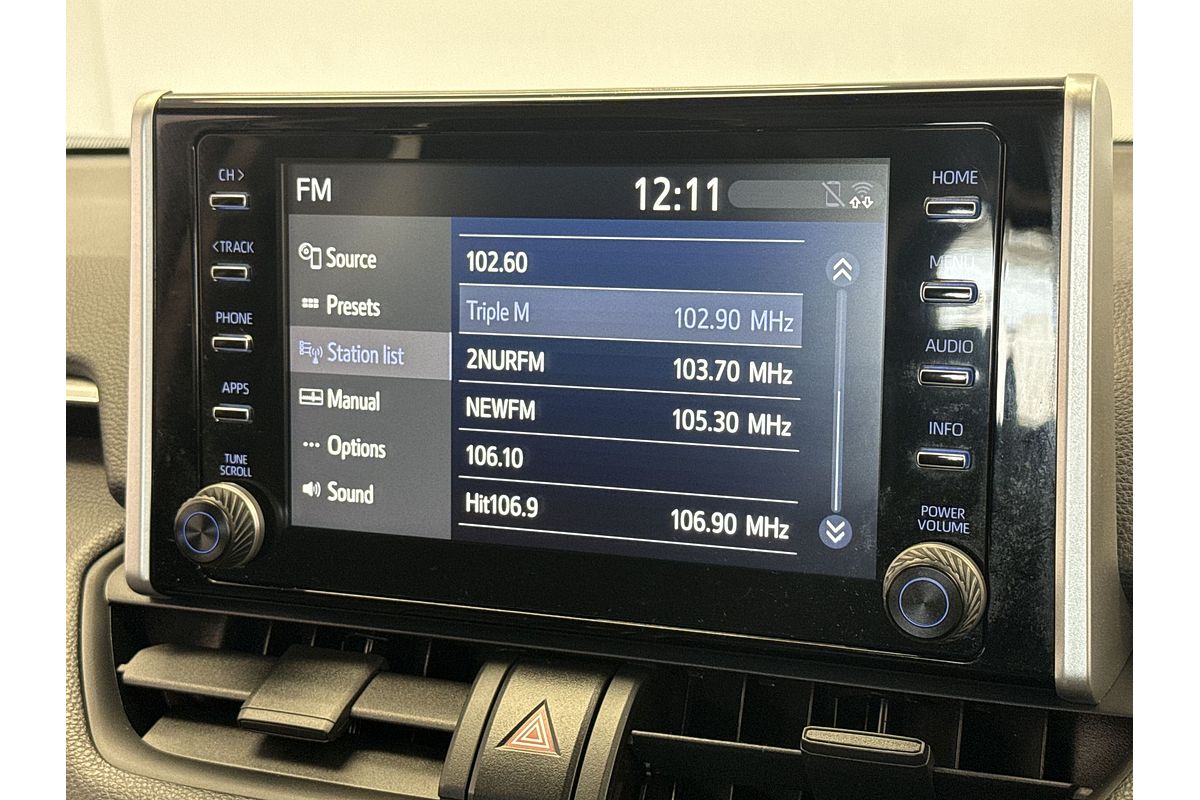 CH >
<TRACK
PHONE
APPS
TUNE
SCROLL
FM
12:11
Source
Presets
Station list
Manual
Options
Sound
102.60
Triple M 102.90 MHz
2NURFM 103.70 MHz
NEWFM 105.30 MHz
106.10
Hit106.9 106.90 MHz
HOME
MENU
AUDIO
INFO
POWER
VOLUME